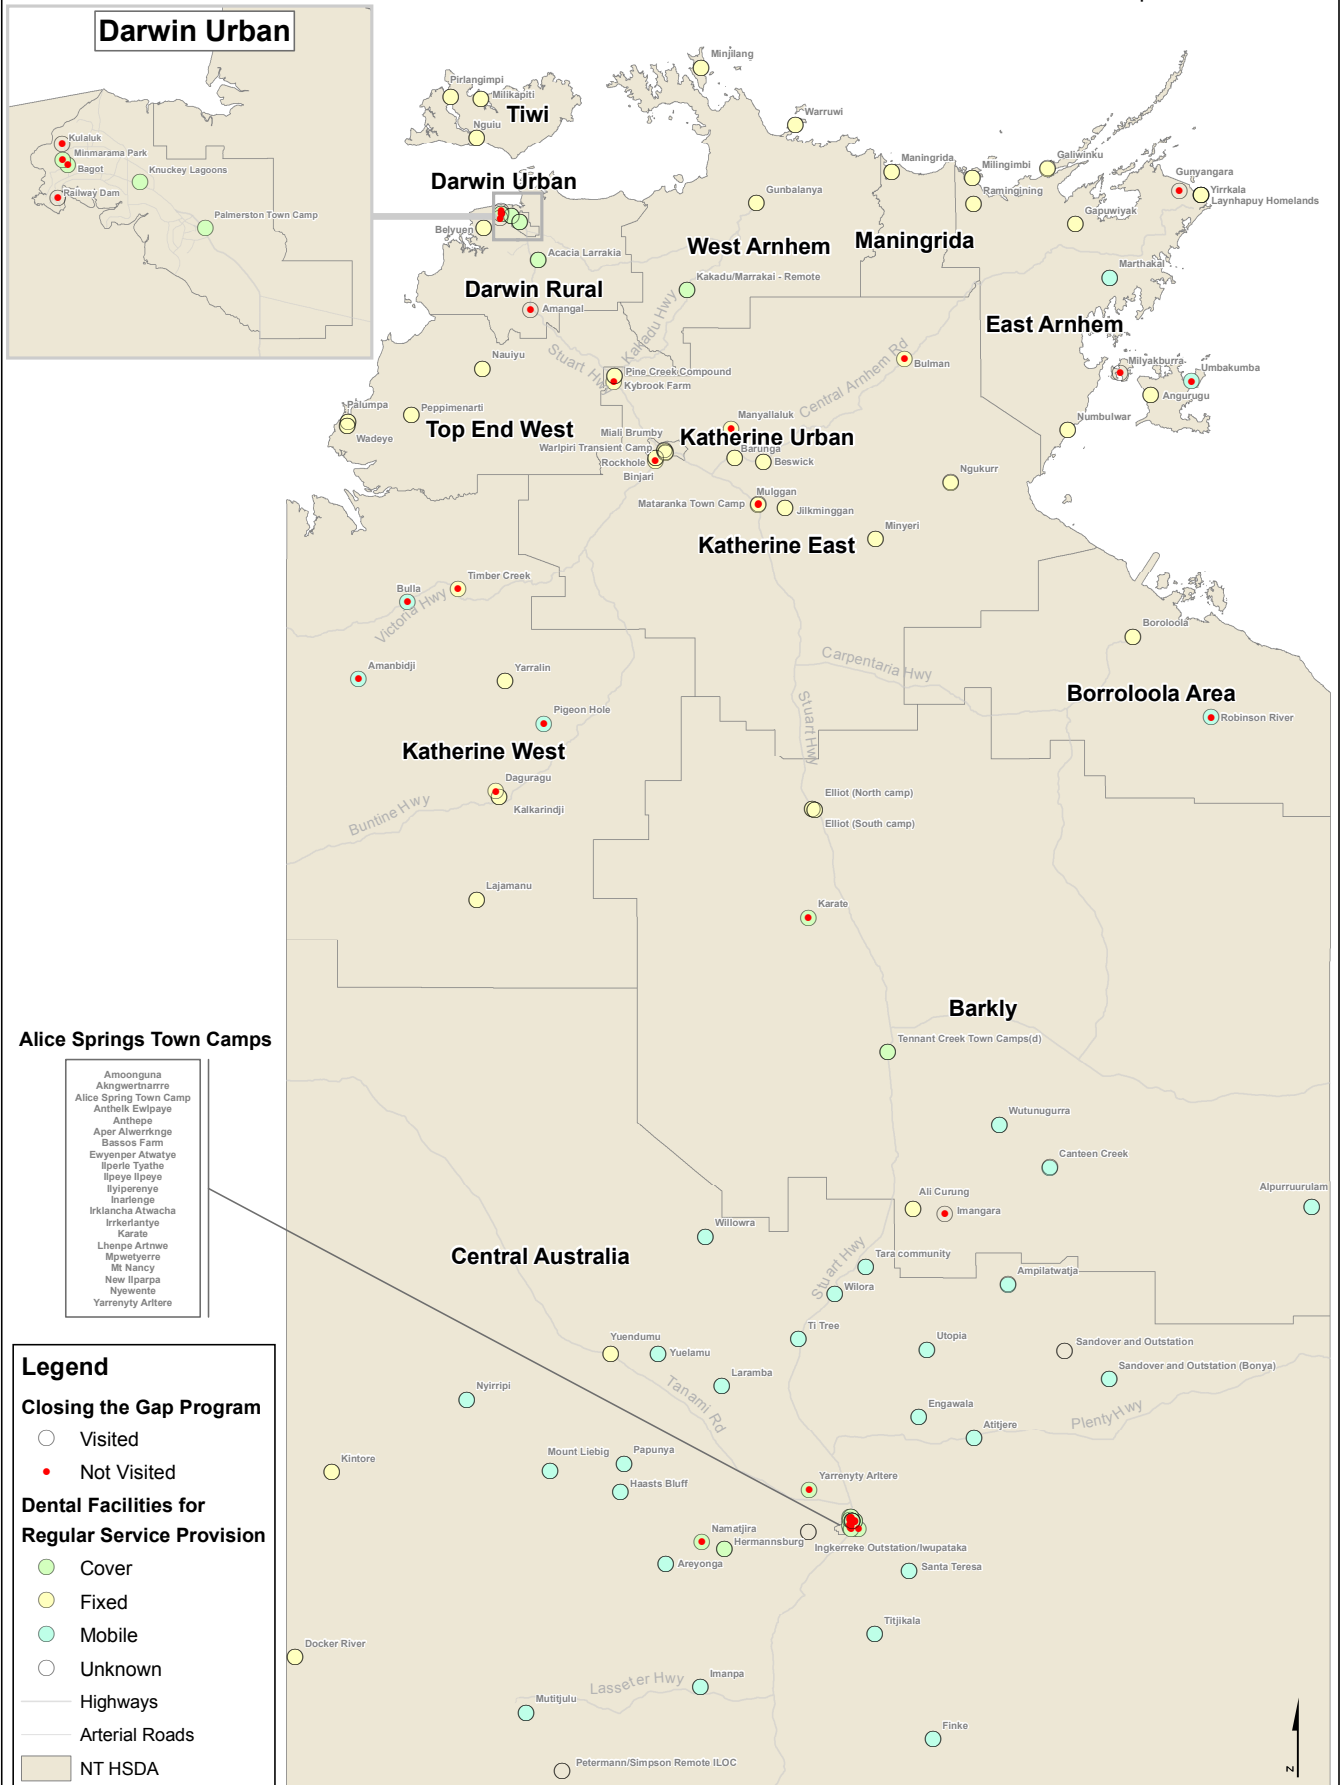 Darwin Urban
Kulaluk
Minmarama Park
Bagot
Knuckey Lagoons
Railway Dam
Palmerston Town Camp
Minjilang
Pirlangimpi
Milikapiti
Tiwi
Nguiu
Warruwi
Darwin Urban
Maningrida
Milingimbi
Galiwinku
Ramingining
Gunyangara
Yirrkala
Laynhapuy Homelands
Gunbalanya
Gapuwiyak
Belyuen
West Arnhem
Maningrida
Acacia Larrakia
Marthakal
Kakadu/Marrakai - Remote
Darwin Rural
Amangal
East Arnhem
Kakadu Hwy
Stuart Hwy
Central Arnhem Rd
Nauiyu
Pine Creek Compound
Kybrook Farm
Bulman
Milyakburra
Umbakumba
Angurugu
Palumpa
Peppimenarti
Wadeye
Top End West
Manyallaluk
Numbulwar
Miali Brumby
Katherine Urban
Warlpiri Transient Camp
Barunga
Rockhole
Beswick
Binjari
Ngukurr
Mulggan
Mataranka Town Camp
Jilkminggan
Minyeri
Katherine East
Timber Creek
Bulla
Victoria Hwy
Boroloola
Amanbidji
Yarralin
Carpentaria Hwy
Borroloola Area
Pigeon Hole
Robinson River
Stuart Hwy
Katherine West
Daguragu
Kalkarindji
Buntine Hwy
Elliot (North camp)
Elliot (South camp)
Lajamanu
Karate
Barkly
Tennant Creek Town Camps(d)
Alice Springs Town Camps
Amoonguna
Akngwertnarrre
Alice Spring Town Camp
Anthelk Ewlpaye
Anthepe
Aper Alwerrknge
Bassos Farm
Ewyenper Atwatye
Ilperle Tyathe
Ilpeye Ilpeye
Ilyiperenye
Inarlenge
Irklancha Atwacha
Irrkerlantye
Karate
Lhenpe Artnwe
Mpwetyerre
Mt Nancy
New Ilparpa
Nyewente
Yarrenyty Arltere
Wutunugurra
Canteen Creek
Alpurruurulam
Ali Curung
Imangara
Willowra
Central Australia
Stuart Hwy
Tara community
Wilora
Ampilatwatja
Ti Tree
Utopia
Sandover and Outstation
Sandover and Outstation (Bonya)
Yuendumu
Yuelamu
Laramba
Tanami Rd
Nyirripi
Engawala
Atitjere
Plenty Hwy
Kintore
Mount Liebig
Papunya
Haasts Bluff
Yarrenyty Arltere
Namatjira
Hermannsburg
Ingkerreke Outstation/Iwupataka
Areyonga
Santa Teresa
Titjikala
Docker River
Imanpa
Lasseter Hwy
Mutitjulu
Finke
Petermann/Simpson Remote ILOC
Legend
Closing the Gap Program
Visited
Not Visited
Dental Facilities for
Regular Service Provision
Cover
Fixed
Mobile
Unknown
Highways
Arterial Roads
NT HSDA
N